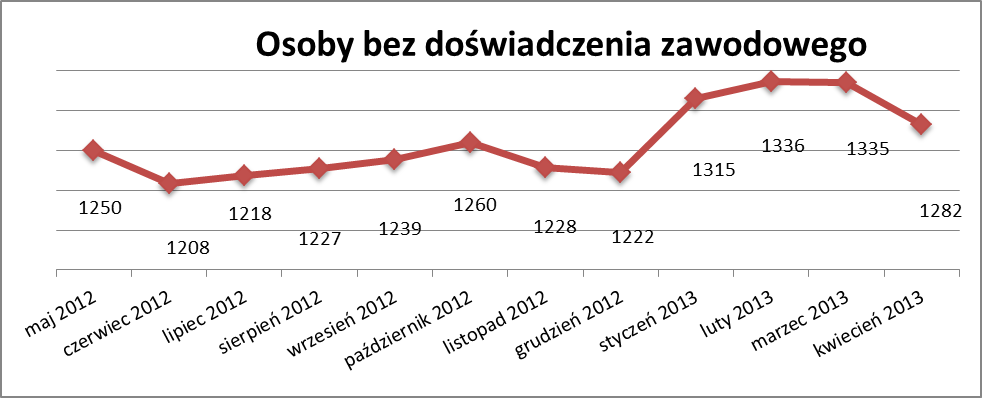 Osoby bez doświadczenia zawodowego
1250
1208
1218
1227
1239
1260
1228
1222
1315
1336
1335
1282
maj 2012
czerwiec 2012
lipiec 2012
sierpień 2012
wrzesień 2012
październik 2012
listopad 2012
grudzień 2012
styczeń 2013
luty 2013
marzec 2013
kwiecień 2013